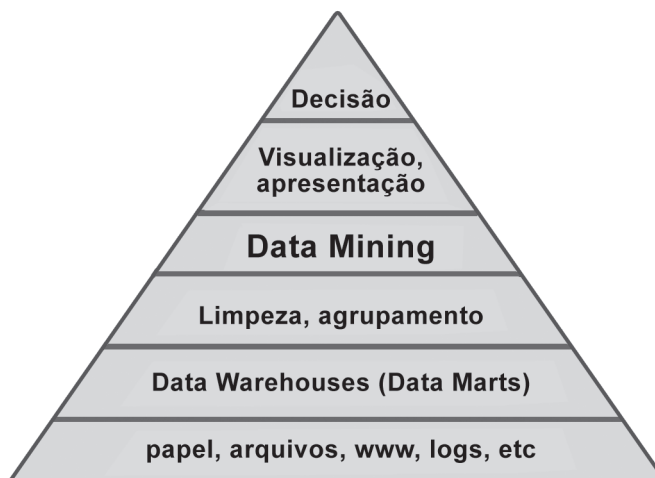 Decisão
Visualização,
apresentação
Data Mining
Limpeza, agrupamento
Data Warehouses (Data Marts)
papel, arquivos, www, logs, etc